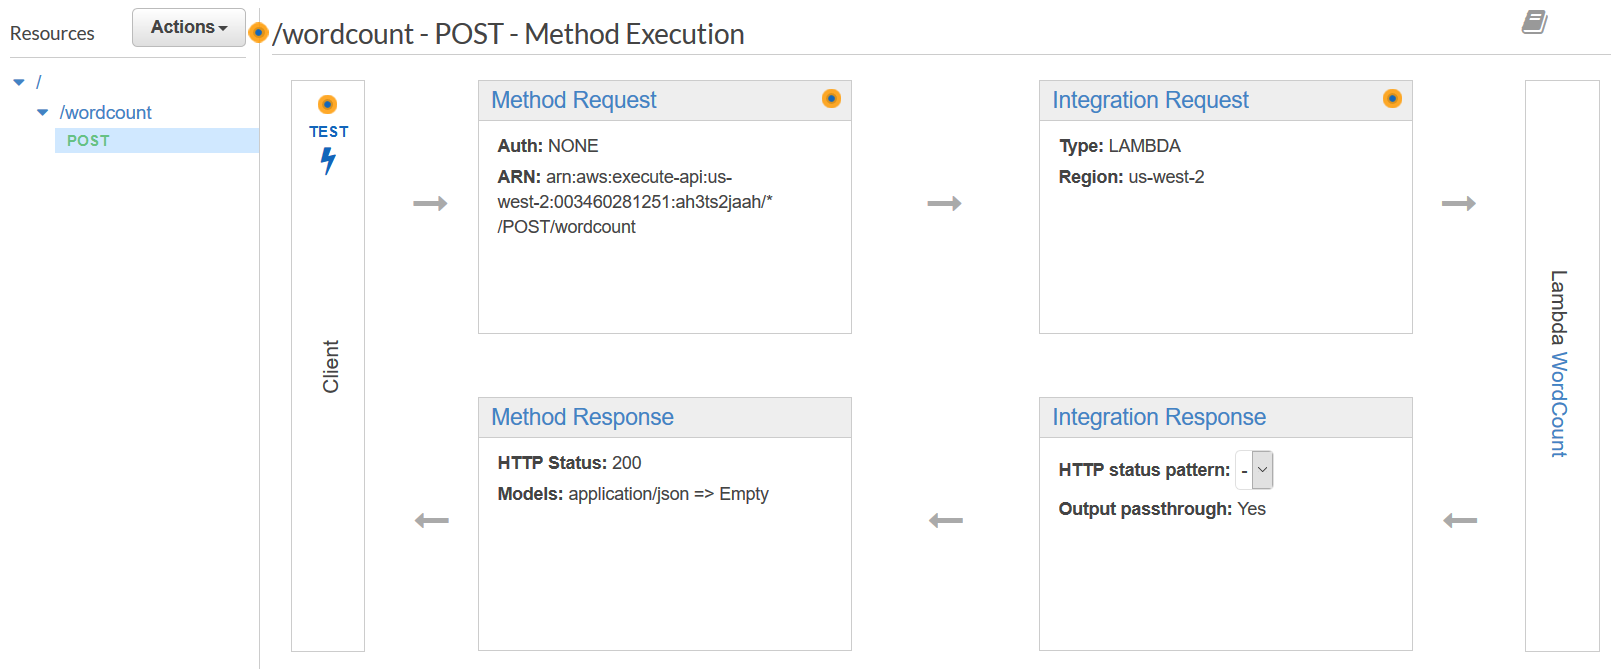 Resources
Actions
/wordcount - POST - Method Execution
/
/wordcount
POST
TEST
Client
Method Request
Auth: NONE
ARN: arn:aws:execute-api:us-
west-2:003460281251:ah3ts2jaah/*
/POST/wordcount
Integration Request
Type: LAMBDA
Region: us-west-2
Lambda WordCount
Method Response
HTTP Status: 200
Models: application/json => Empty
Integration Response
HTTP status pattern: -
Output passthrough: Yes